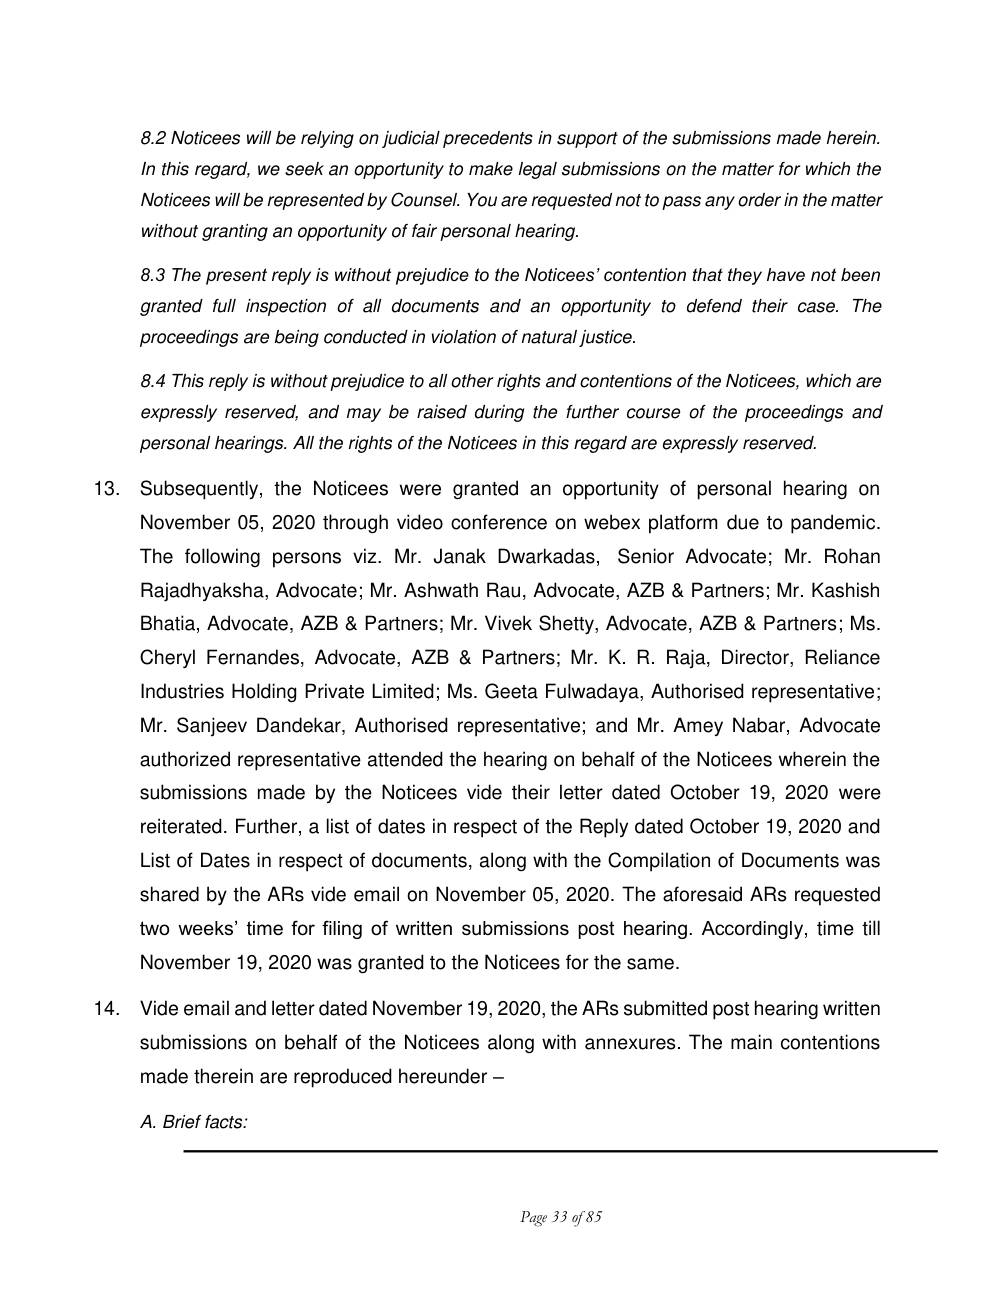 8.2 Noticees will be relying on judicial precedents in support of the submissions made herein.
In this regard, we seek an opportunity to make legal submissions on the matter for which the
Noticees will be represented by Counsel. You are requested not to pass any order in the matter
without granting an opportunity of fair personal hearing.
8.3 The present reply is without prejudice to the Noticees’ contention that they have not been
granted full inspection of all documents and an opportunity to defend their case. The
proceedings are being conducted in violation of natural justice.
8.4 This reply is without prejudice to all other rights and contentions of the Noticees, which are
expressly reserved, and may be raised during the further course of the proceedings and
personal hearings. All the rights of the Noticees in this regard are expressly reserved.
13. Subsequently, the Noticees were granted an opportunity of personal hearing on
November 05, 2020 through video conference on webex platform due to pandemic.
The following persons viz. Mr. Janak Dwarkadas, Senior Advocate; Mr. Rohan
Rajadhyaksha, Advocate; Mr. Ashwath Rau, Advocate, AZB & Partners; Mr. Kashish
Bhatia, Advocate, AZB & Partners; Mr. Vivek Shetty, Advocate, AZB & Partners; Ms.
Cheryl Fernandes, Advocate, AZB & Partners; Mr. K. R. Raja, Director, Reliance
Industries Holding Private Limited; Ms. Geeta Fulwadaya, Authorised representative;
Mr. Sanjeev Dandekar, Authorised representative; and Mr. Amey Nabar, Advocate
authorized representative attended the hearing on behalf of the Noticees wherein the
submissions made by the Noticees vide their letter dated October 19, 2020 were
reiterated. Further, a list of dates in respect of the Reply dated October 19, 2020 and
List of Dates in respect of documents, along with the Compilation of Documents was
shared by the ARs vide email on November 05, 2020. The aforesaid ARs requested
two weeks’ time for filing of written submissions post hearing. Accordingly, time till
November 19, 2020 was granted to the Noticees for the same.
14. Vide email and letter dated November 19, 2020, the ARs submitted post hearing written
submissions on behalf of the Noticees along with annexures. The main contentions
made therein are reproduced hereunder –
A. Brief facts:
Page 33 of 85